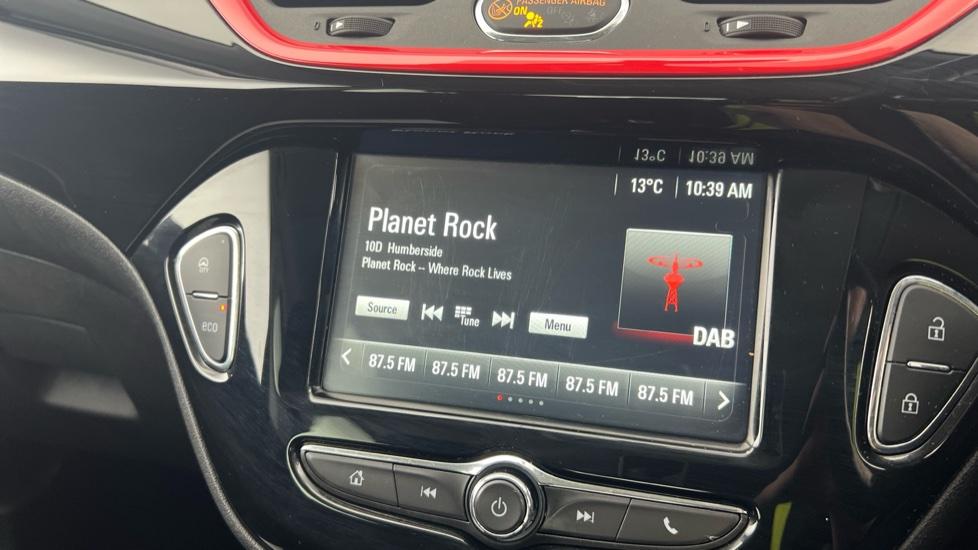 PASSENGER AIRBAG
ON OFF
13°C 10:39 AM
13°C 10:39 AM
Planet Rock
10D Humberside
Planet Rock -- Where Rock Lives
Source
Tune
Menu
DAB
87.5 FM 87.5 FM 87.5 FM 87.5 FM 87.5 FM
CITY
eco